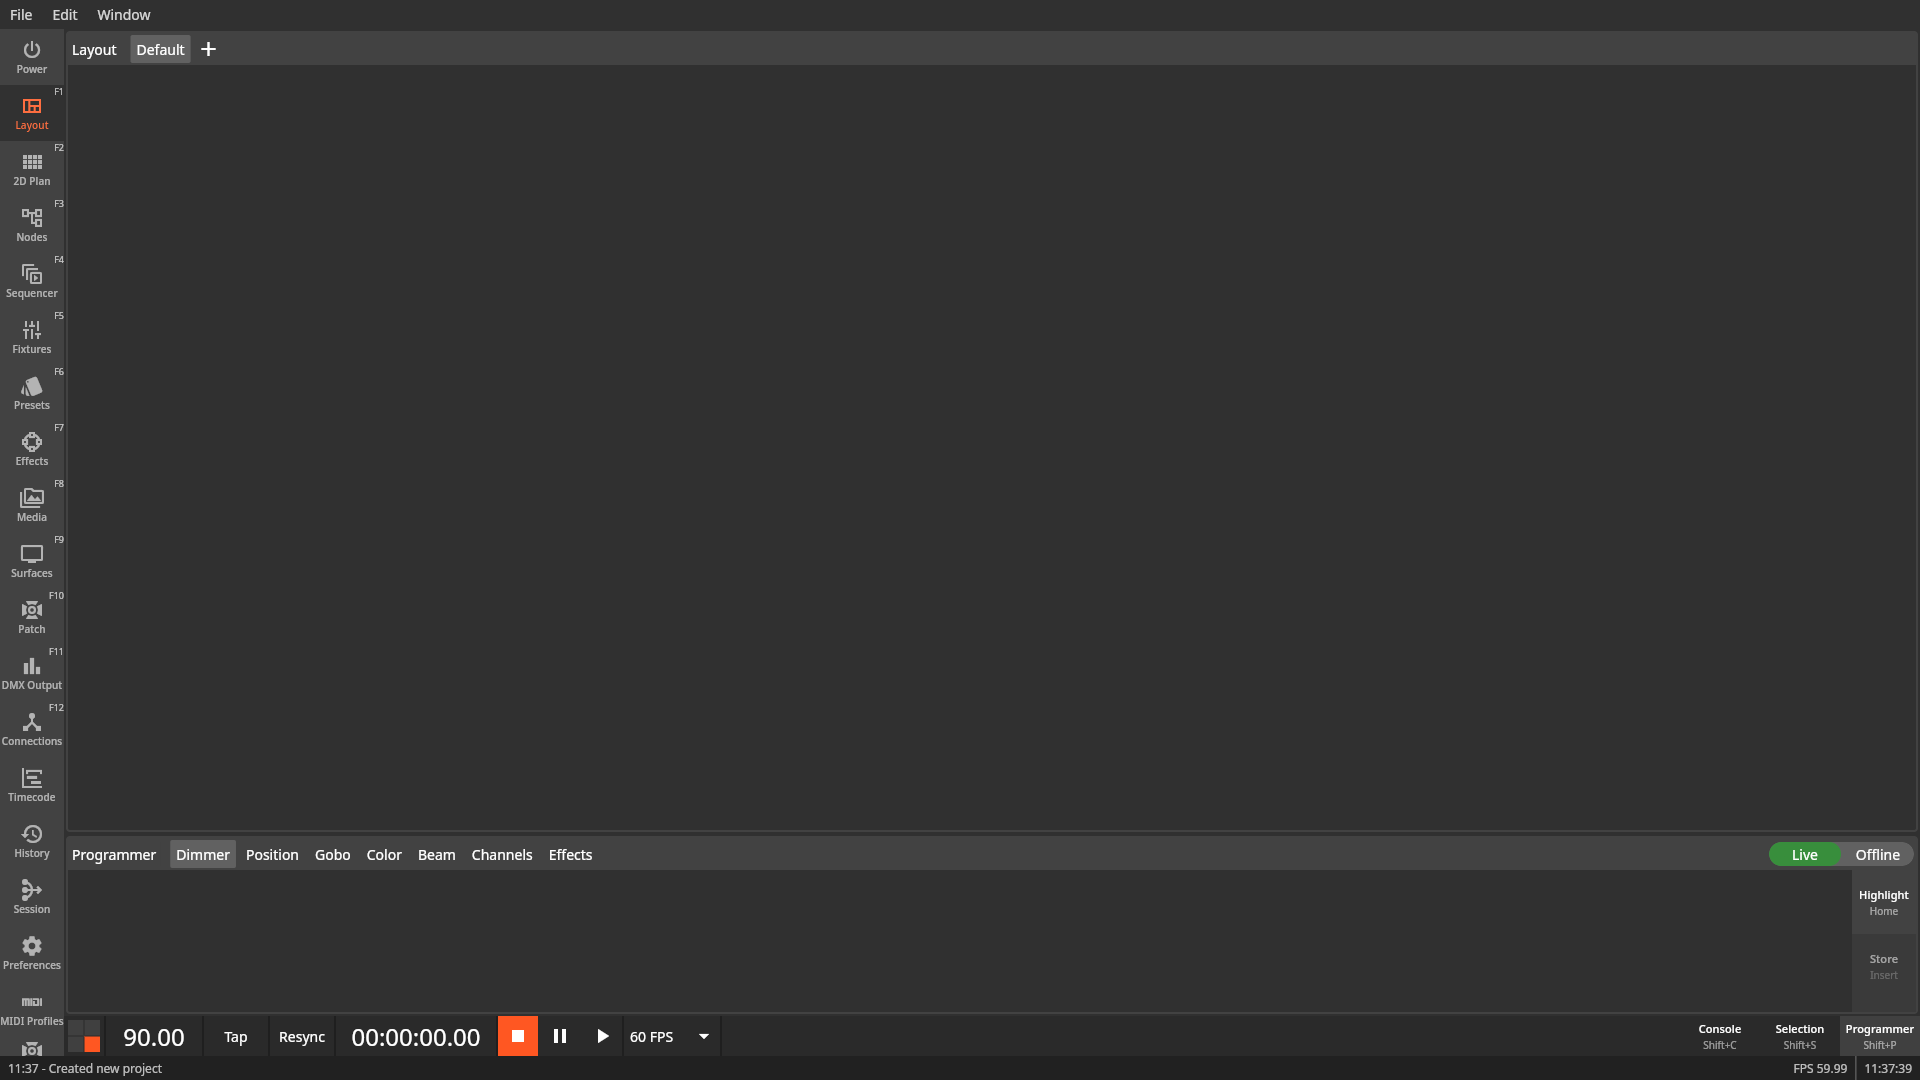 File Edit Window
Power
F1
Layout
F2
2D Plan
F3
Nodes
F4
Sequencer
F5
Fixtures
F6
Presets
F7
Effects
F8
Media
F9
Surfaces
F10
Patch
F11
DMX Output
F12
Connections
Timecode
History
Session
Preferences
MIDI
MIDI Profiles
Layout Default
Programmer Dimmer Position Gobo Color Beam Channels Effects
Live Offline
Highlight
Home
Store
Insert
90.00 Tap Resync 00:00:00.00 60 FPS
Console
Shift+C
Selection
Shift+S
Programmer
Shift+P
11:37 - Created new project
FPS 59.99 11:37:39